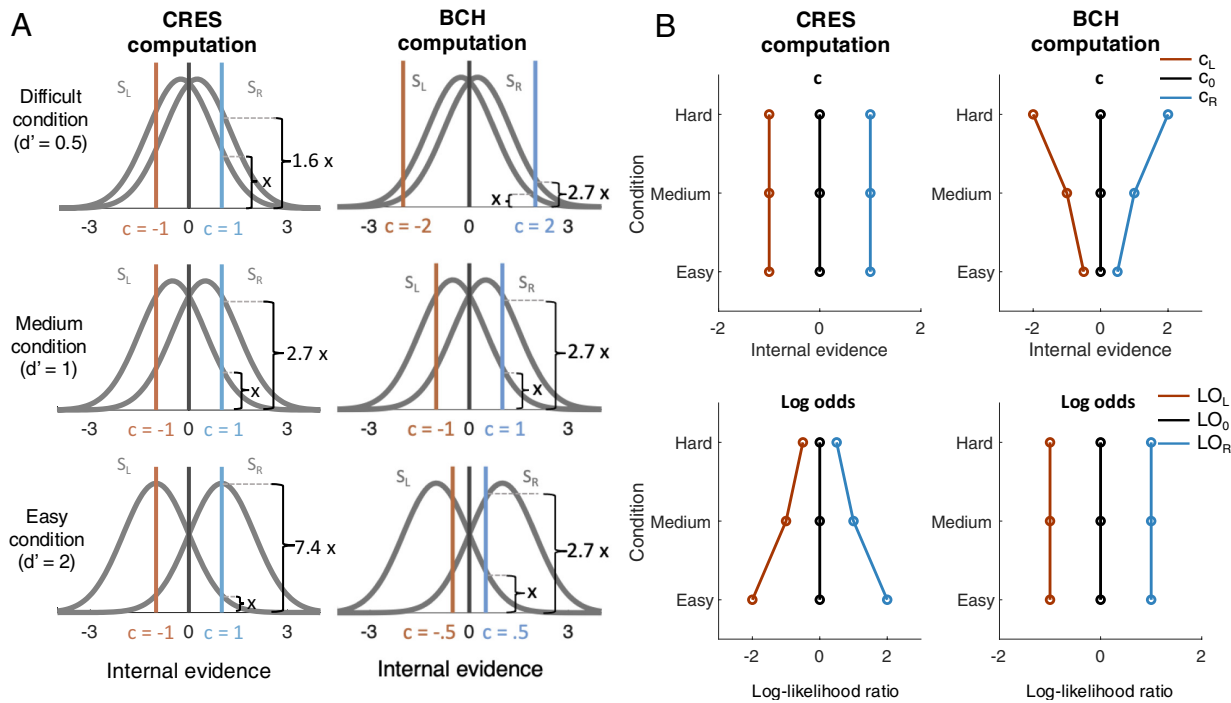 A
CRES
computation
BCH
computation
Difficult
condition
(d' = 0.5)
S_L
S_R
x
1.6 x
-3
c = -1
0
c = 1
3
S_L
S_R
x
2.7 x
-3
c = -2
0
c = 2
3
Medium
condition
(d' = 1)
S_L
S_R
x
2.7 x
-3
c = -1
0
c = 1
3
S_L
S_R
x
2.7 x
-3
c = -1
0
c = 1
3
Easy
condition
(d' = 2)
S_L
S_R
x
7.4 x
-3
c = -1
0
c = 1
3
S_L
S_R
x
2.7 x
-3
c = -.5
0
c = .5
3
Internal evidence
Internal evidence
B
CRES
computation
BCH
computation
c
Condition
Hard
Medium
Easy
-2
0
2
Internal evidence
c
c_L
c_0
c_R
Condition
Hard
Medium
Easy
-2
0
2
Internal evidence
Log odds
Condition
Hard
Medium
Easy
-2
0
2
Log-likelihood ratio
Log odds
LO_L
LO_0
LO_R
Condition
Hard
Medium
Easy
-2
0
2
Log-likelihood ratio